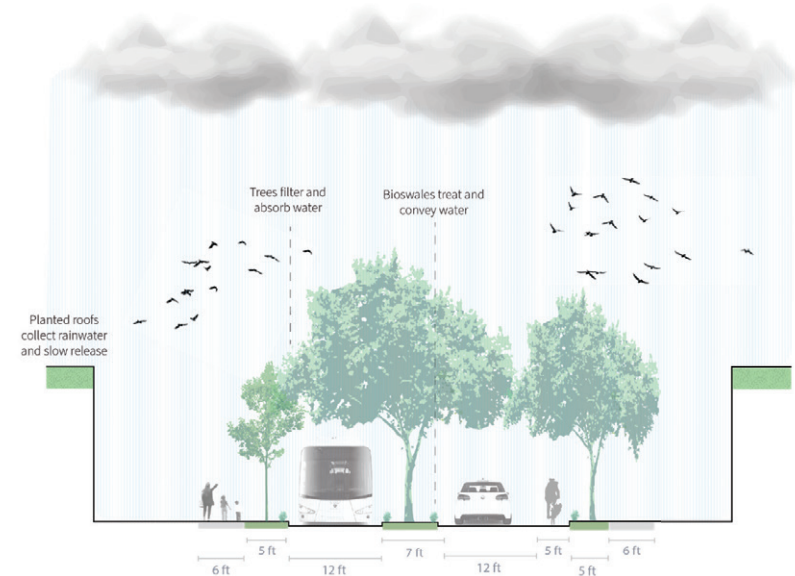 Trees filter and
absorb water
Bioswales treat and
convey water
Planted roofs
collect rainwater
and slow release
5 ft
7 ft
5 ft
6 ft
6 ft
12 ft
12 ft
5 ft